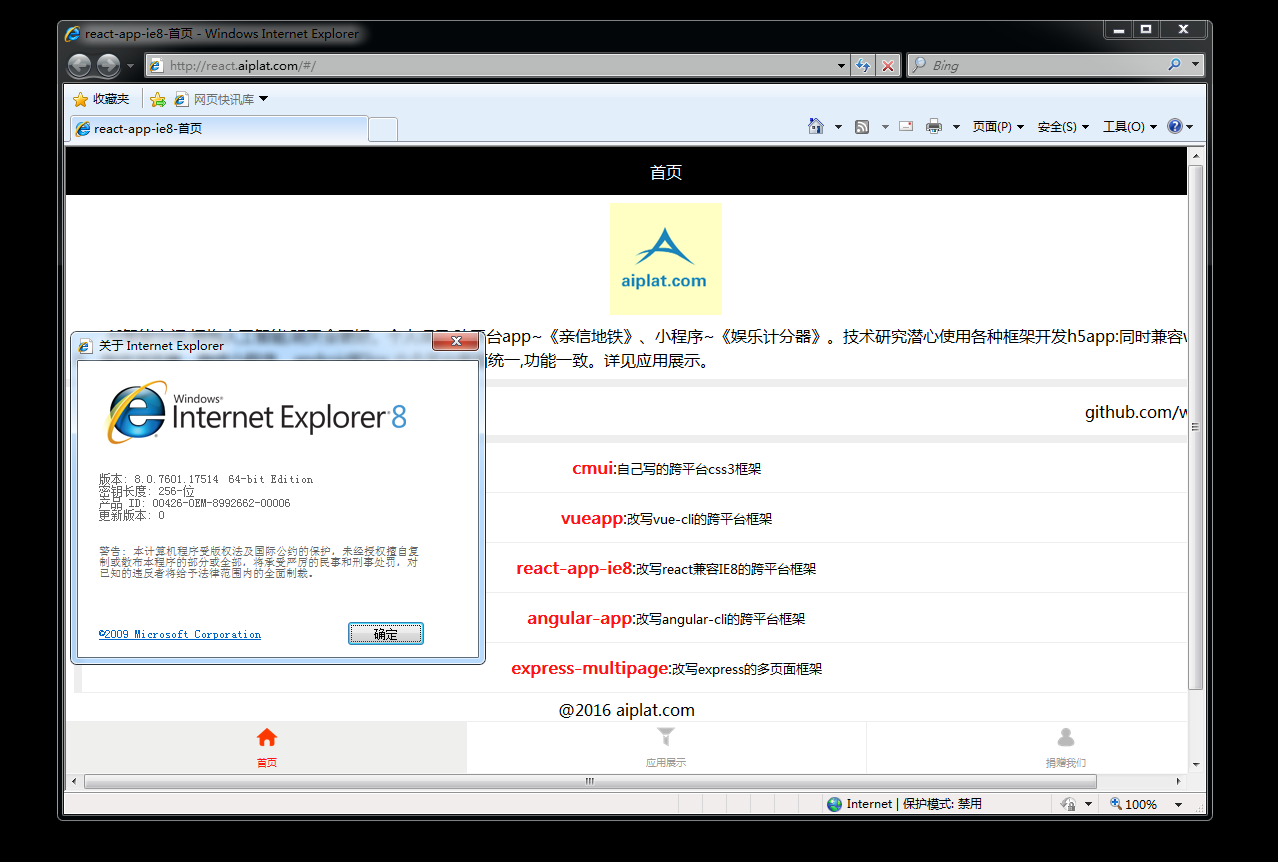 react-app-ie8-首页 - Windows Internet Explorer
http://react.aiplat.com/#/
Bing
收藏夹
网页快讯库
react-app-ie8-首页
页面(P)
安全(S)
工具(O)
首页
aiplat.com
台app~《亲信地铁》、小程序~《娱乐计分器》。技术研究潜心使用各种框架开发h5app:同时兼容w
统一,功能一致。详见应用展示。
github.com/w
cmui:自己写的跨平台css3框架
vueapp:改写vue-cli的跨平台框架
react-app-ie8:改写react兼容IE8的跨平台框架
angular-app:改写angular-cli的跨平台框架
express-multipage:改写express的多页面框架
@2016 aiplat.com
首页
应用展示
捐赠我们
关于 Internet Explorer
Windows®
Internet Explorer® 8
版本: 8.0.7601.17514 64-bit Edition
密钥长度: 256-位
产品 ID: 00426-OEM-8992662-00006
更新版本: 0
警告: 本计算机程序受版权法及国际公约的保护，未经授权擅自复
制或散布本程序的部分或全部，将承受严厉的民事和刑事处罚，对
已知的违反者将给予法律范围内的全面制裁。
©2009 Microsoft Corporation
确定
Internet | 保护模式: 禁用
100%